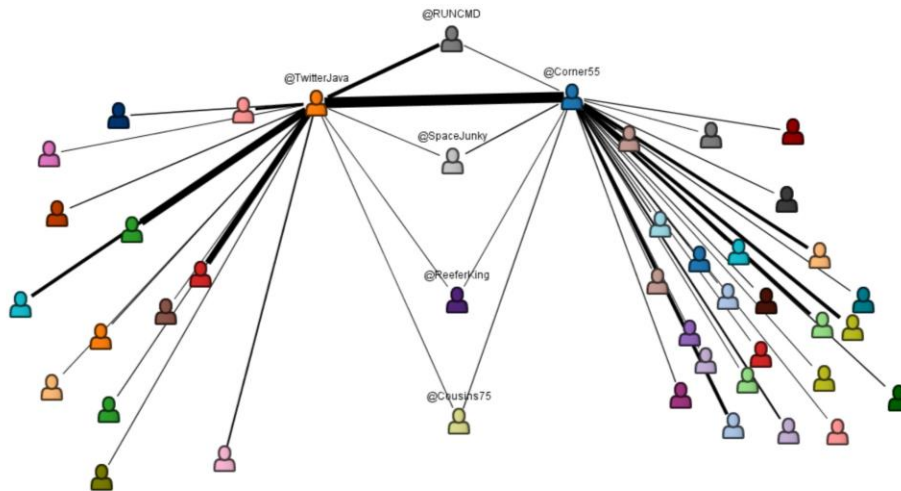 @RUNCMD
@TwitterJava
@Corner55
@SpaceJunky
@ReeferKing
@Cousins75